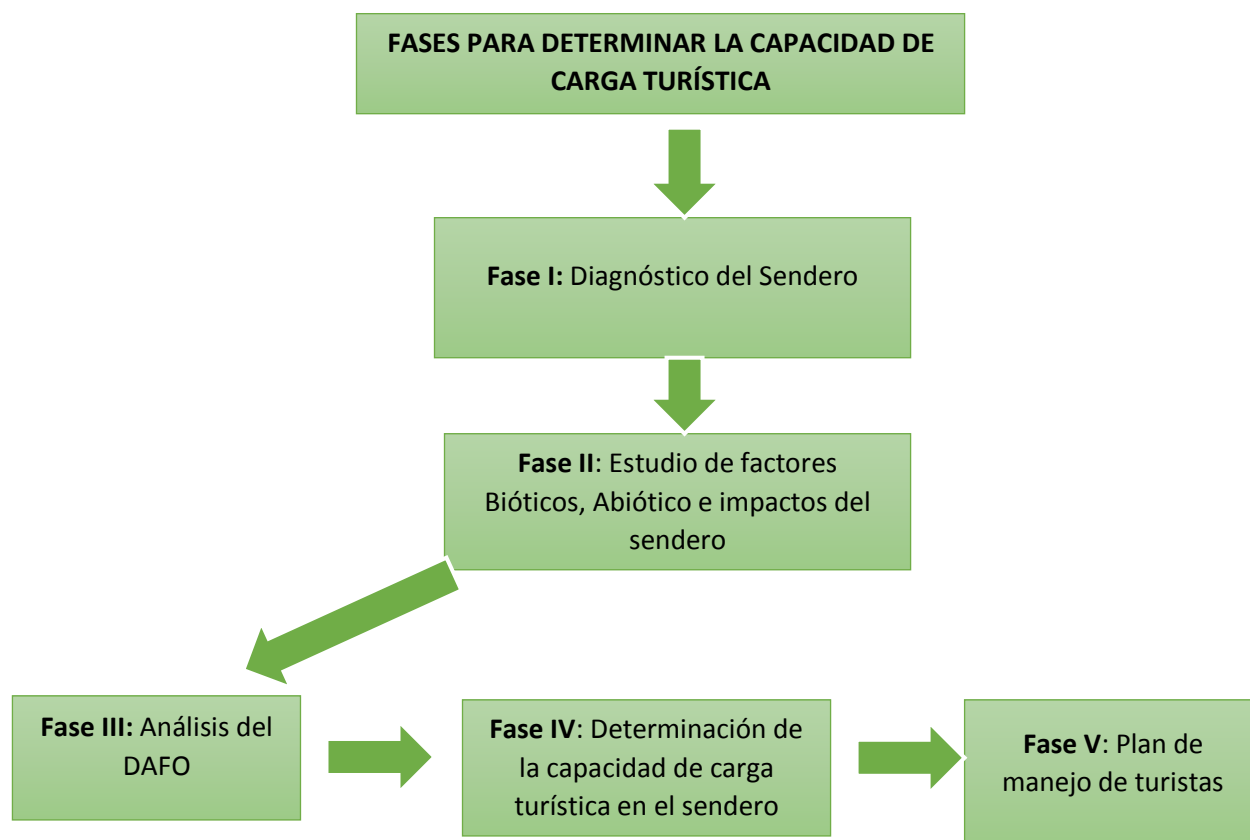 FASES PARA DETERMINAR LA CAPACIDAD DE
CARGA TURÍSTICA
Fase I: Diagnóstico del Sendero
Fase II: Estudio de factores
Bióticos, Abiótico e impactos del
sendero
Fase III: Análisis del
DAFO
Fase IV: Determinación de
la capacidad de carga
turística en el sendero
Fase V: Plan de
manejo de turistas